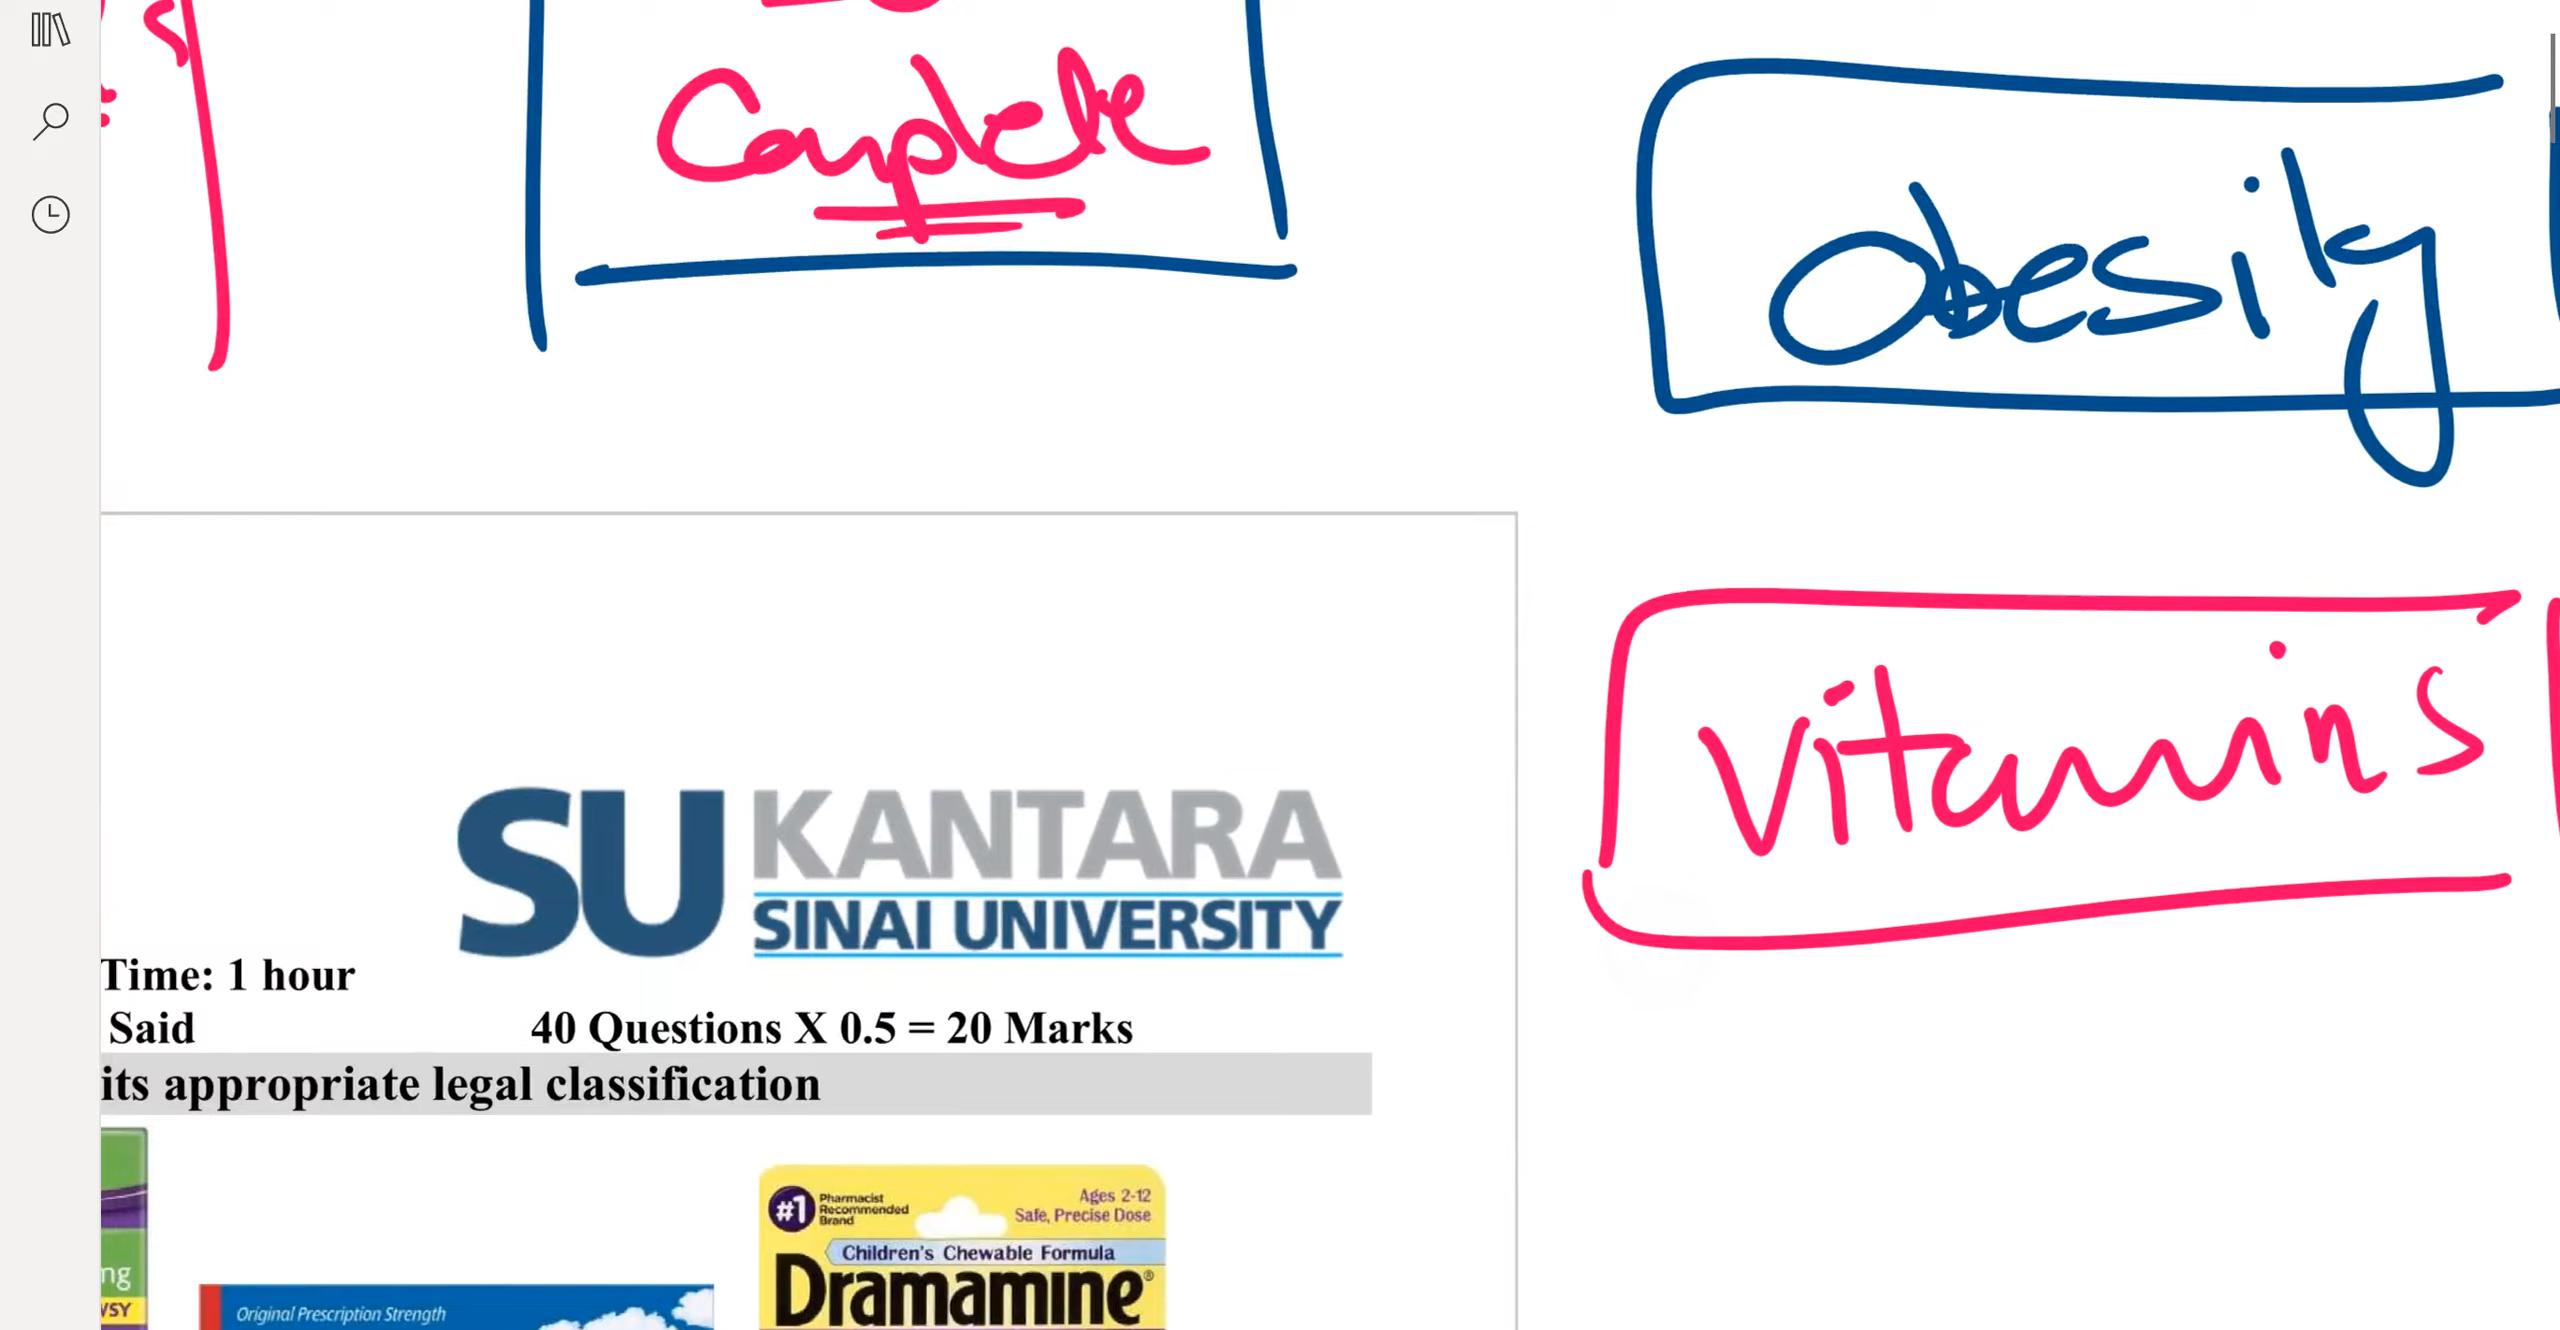 Complete
Obesity
Vitamins
SU KANTARA
SINAI UNIVERSITY
Time: 1 hour
Said 40 Questions X 0.5 = 20 Marks
its appropriate legal classification
#1 Pharmacist
Recommended
Brand
Ages 2-12
Safe, Precise Dose
Children's Chewable Formula
Dramamine®
Original Prescription Strength